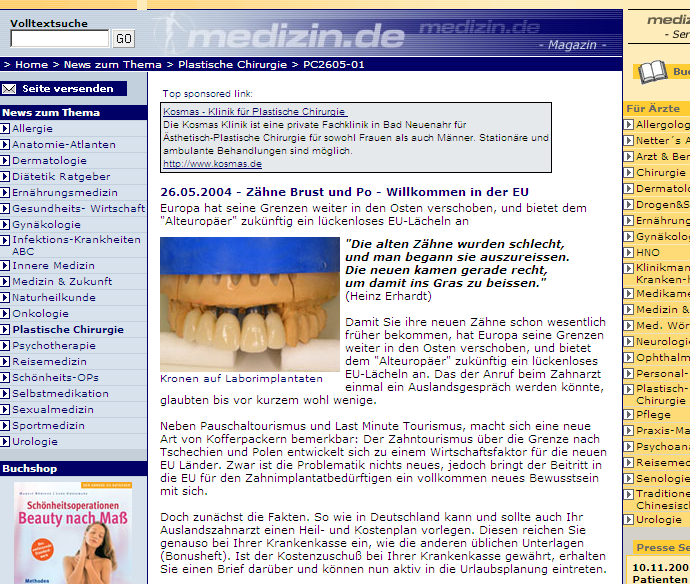 Volltextsuche
GO
medizin.de
medizin.de
- Magazin -
> Home > News zum Thema > Plastische Chirurgie > PC2605-01
Seite versenden
News zum Thema
Allergie
Anatomie-Atlanten
Dermatologie
Diätetik Ratgeber
Ernährungsmedizin
Gesundheits- Wirtschaft
Gynäkologie
Infektions-Krankheiten
ABC
Innere Medizin
Medizin & Zukunft
Naturheilkunde
Onkologie
Plastische Chirurgie
Psychotherapie
Reisemedizin
Schönheits-OPs
Selbstmedikation
Sexualmedizin
Sportmedizin
Urologie
Buchshop
Schönheitsoperationen
Beauty nach Maß
Methoden
Top sponsored link:
Kosmas - Klinik für Plastische Chirurgie
Die Kosmas Klinik ist eine private Fachklinik in Bad Neuenahr für
Ästhetisch-Plastische Chirurgie für sowohl Frauen als auch Männer. Stationäre und
ambulante Behandlungen sind möglich.
http://www.kosmas.de
26.05.2004 - Zähne Brust und Po - Willkommen in der EU
Europa hat seine Grenzen weiter in den Osten verschoben, und bietet dem
"Alteuropäer" zukünftig ein lückenloses EU-Lächeln an
"Die alten Zähne wurden schlecht,
und man begann sie auszureissen.
Die neuen kamen gerade recht,
um damit ins Gras zu beissen."
(Heinz Erhardt)
Kronen auf Laborimplantaten
Damit Sie ihre neuen Zähne schon wesentlich
früher bekommen, hat Europa seine Grenzen
weiter in den Osten verschoben, und bietet
dem "Alteuropäer" zukünftig ein lückenloses
EU-Lächeln an. Das der Anruf beim Zahnarzt
einmal ein Auslandsgespräch werden könnte,
glaubten bis vor kurzem wohl wenige.
Neben Pauschaltourismus und Last Minute Tourismus, macht sich eine neue
Art von Kofferpackern bemerkbar: Der Zahntourismus über die Grenze nach
Tschechien und Polen entwickelt sich zu einem Wirtschaftsfaktor für die neuen
EU Länder. Zwar ist die Problematik nichts neues, jedoch bringt der Beitritt in
die EU für den Zahnimplantatbedürftigen ein vollkommen neues Bewusstsein
mit sich.
Doch zunächst die Fakten. So wie in Deutschland kann und sollte auch Ihr
Auslandszahnarzt einen Heil- und Kostenplan vorlegen. Diesen reichen Sie
genauso bei Ihrer Krankenkasse ein, wie die anderen üblichen Unterlagen
(Bonusheft). Ist der Kostenzuschuß bei Ihrer Krankenkasse gewährt, erhalten
Sie einen Brief darüber und können nun aktiv in die Urlaubsplanung eintreten.
mediz
- Ser
Buc
Für Ärzte
Allergolog
Netter´s A
Arzt & Ber
Chirurgie
Dermatolo
Drogen&S
Ernährung
Gynäkolog
HNO
Klinikman
Kranken-h
Medikame
Medizin &
Med. Wör
Neurologie
Ophthalm
Personal-
Plastisch-
Chirurgie
Pflege
Praxis-Ma
Psychoana
Reisemed
Senologie
Traditione
Chinesisch
Urologie
Presse Se
10.11.200
Patienten